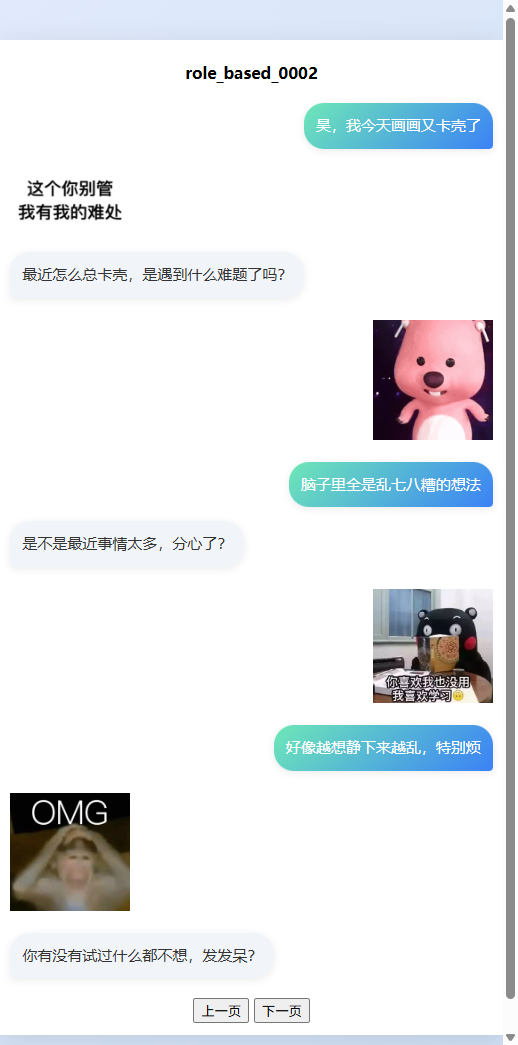 role_based_0002
昊，我今天画画又卡壳了
这个你别管
我有我的难处
最近怎么总卡壳，是遇到什么难题了吗？
脑子里全是乱七八糟的想法
是不是最近事情太多，分心了？
你喜欢我也没用
我喜欢学习
好像越想静下来越乱，特别烦
OMG
你有没有试过什么都不想，发发呆？
上一页 下一页